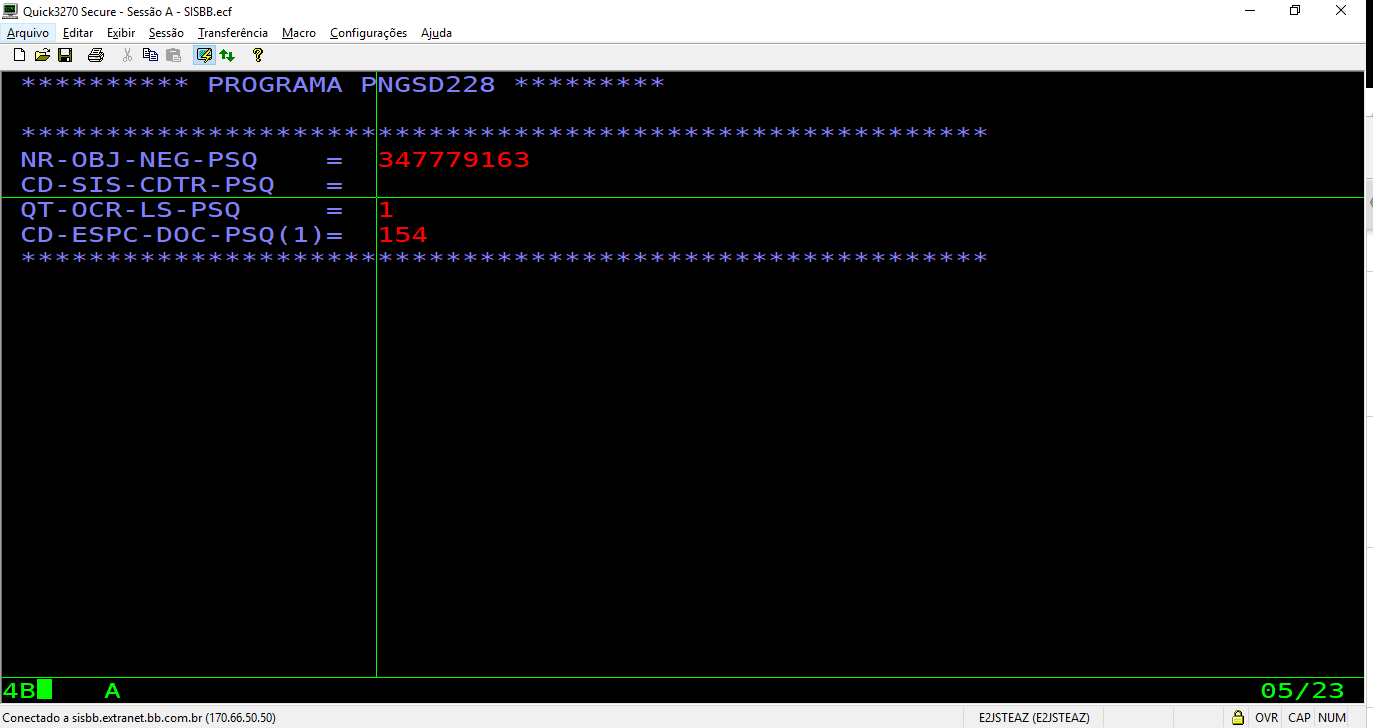 Quick3270 Secure - Sessão A - SISBB.ecf
Arquivo Editar Exibir Sessão Transferência Macro Configurações Ajuda
********** PROGRAMA PNGSD228 *********
*********************************************************
NR-OBJ-NEG-PSQ = 347779163
CD-SIS-CDTR-PSQ =
QT-OCR-LS-PSQ = 1
CD-ESPC-DOC-PSQ(1)= 154
*********************************************************
4B A 05/23
Conectado a sisbb.extranet.bb.com.br (170.66.50.50) E2JSTEAZ (E2JSTEAZ) OVR CAP NUM